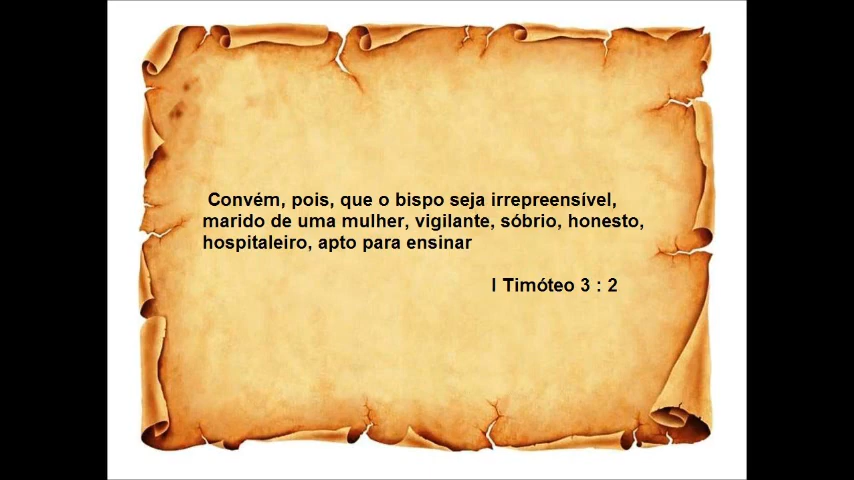 Convém, pois, que o bispo seja irrepreensível,
marido de uma mulher, vigilante, sóbrio, honesto,
hospitaleiro, apto para ensinar
I Timóteo 3 : 2